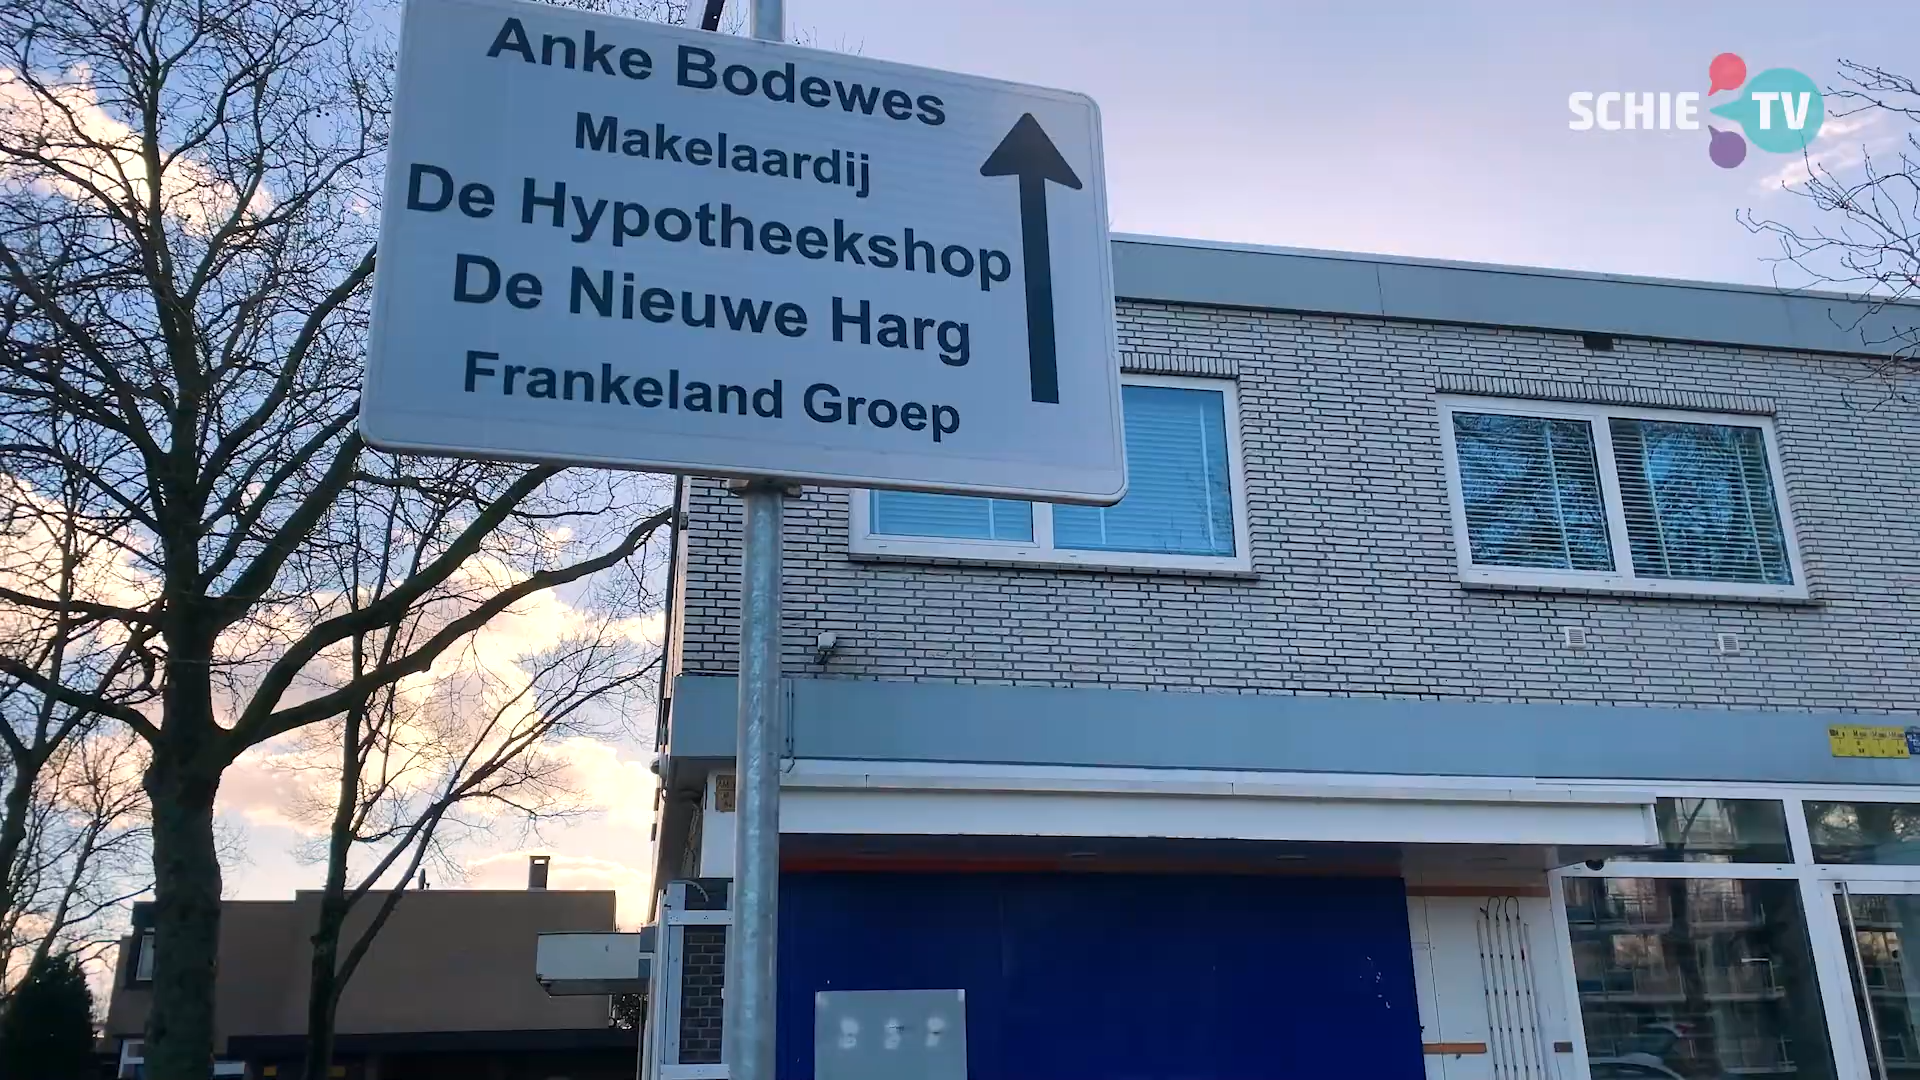 Anke Bodewes
Makelaardij
De Hypotheekshop
De Nieuwe Harg
Frankeland Groep
SCHIE TV